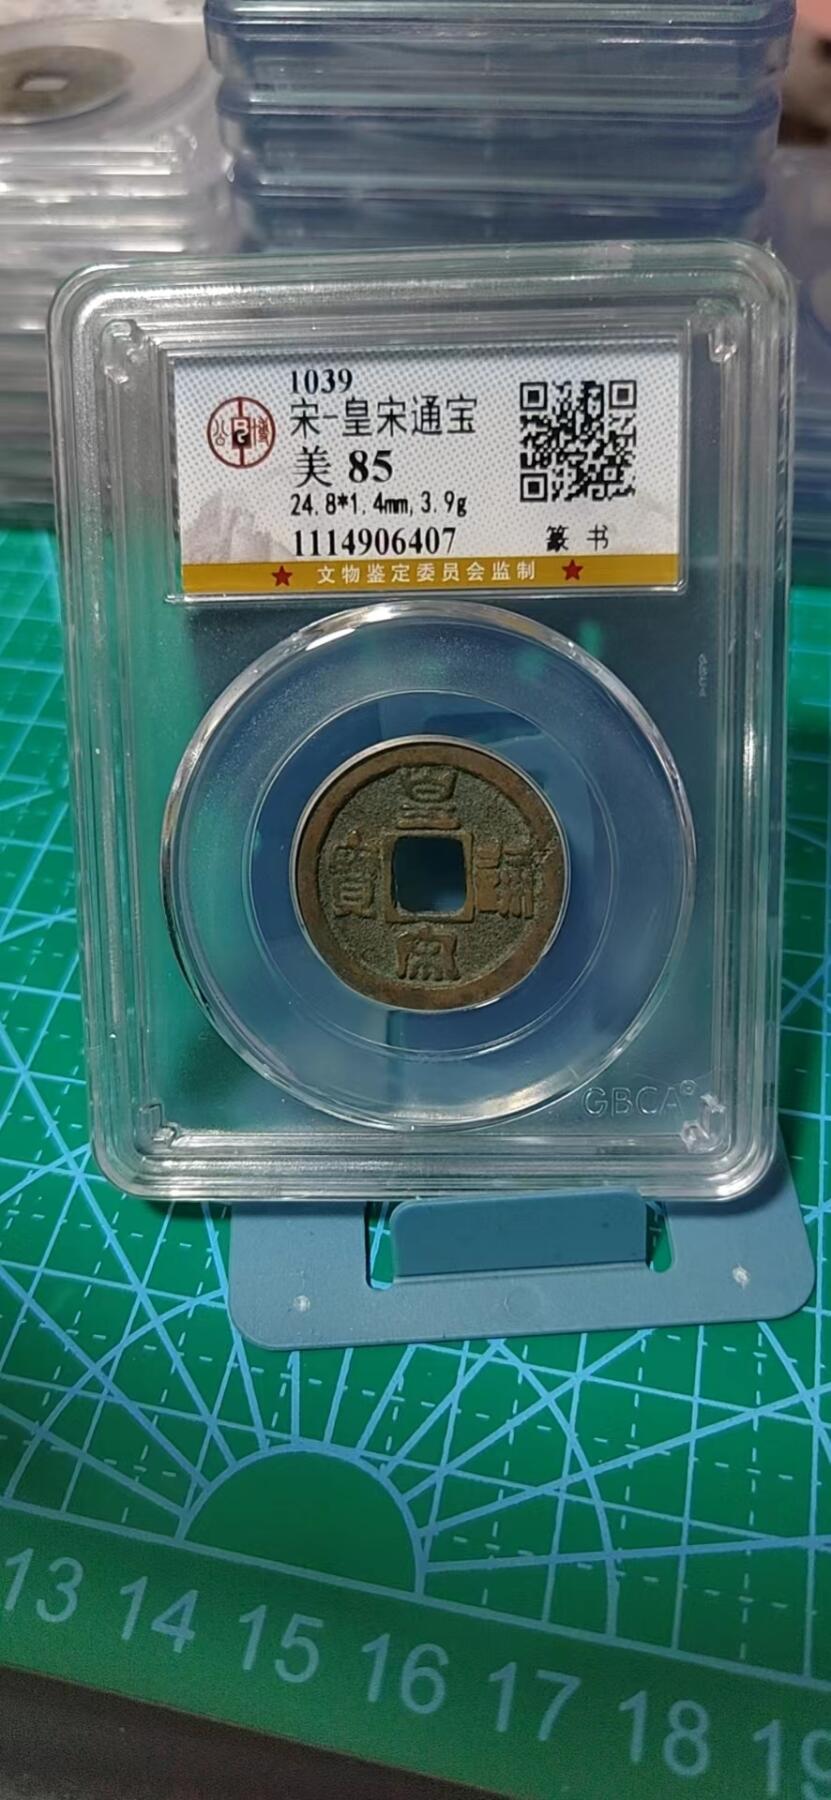 1039
宋-皇宋通宝
美 85
24.8*1.4mm, 3.9g
1114906407
篆书
公博
★ 文物鉴定委员会监制 ★
皇
寶 通
宋
GBCA®
13 14 15 16 17 18 19